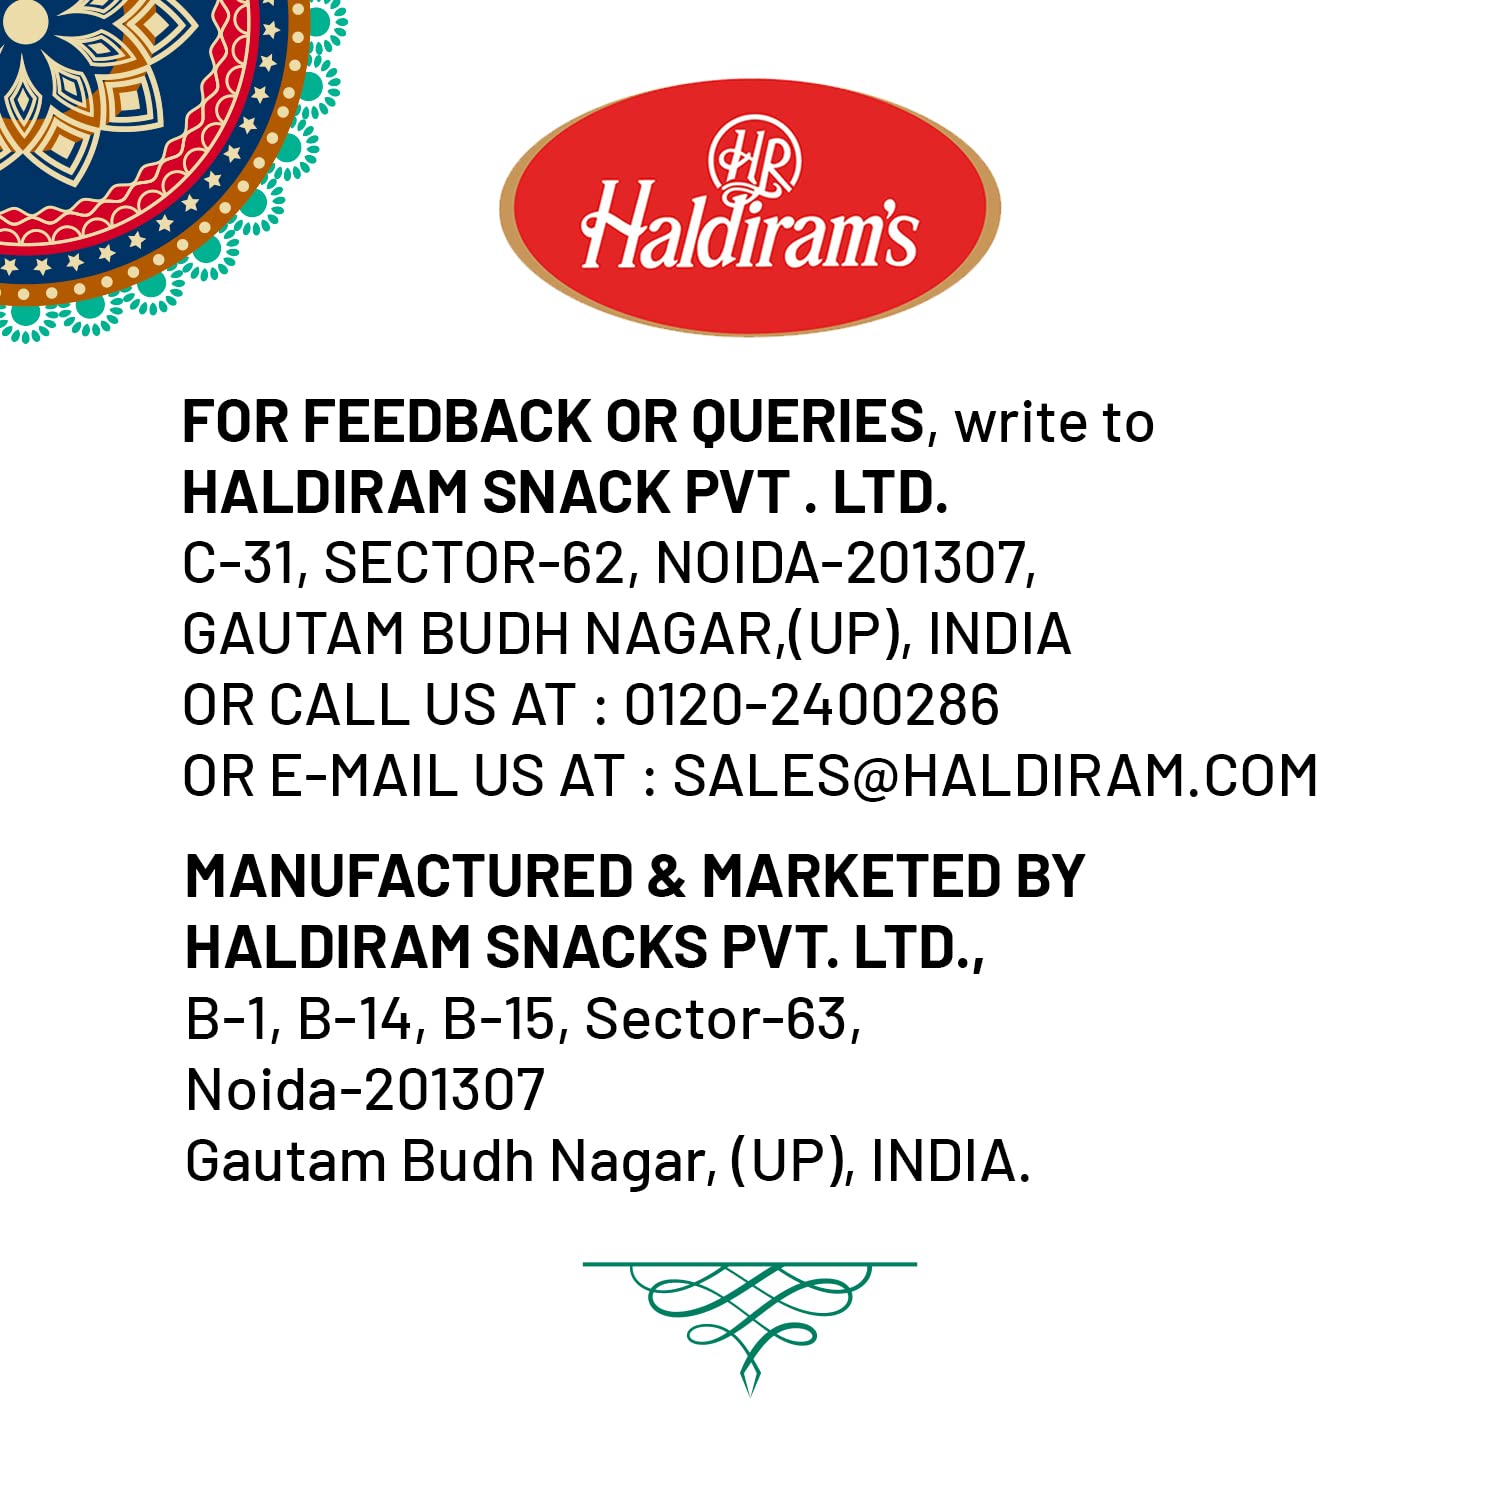 HR
Haldiram's
FOR FEEDBACK OR QUERIES, write to
HALDIRAM SNACK PVT . LTD.
C-31, SECTOR-62, NOIDA-201307,
GAUTAM BUDH NAGAR,(UP), INDIA
OR CALL US AT : 0120-2400286
OR E-MAIL US AT : SALES@HALDIRAM.COM
MANUFACTURED & MARKETED BY
HALDIRAM SNACKS PVT. LTD.,
B-1, B-14, B-15, Sector-63,
Noida-201307
Gautam Budh Nagar, (UP), INDIA.